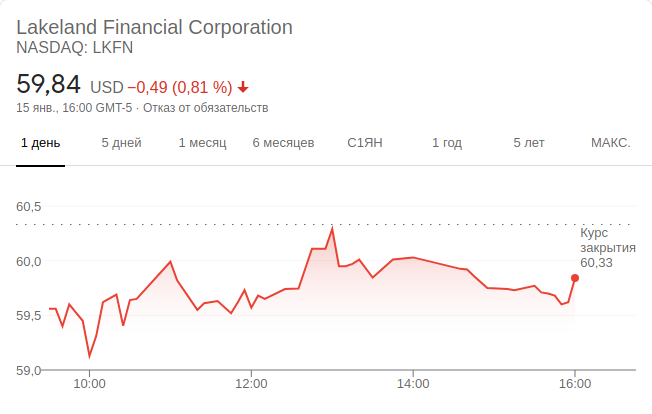 Lakeland Financial Corporation
NASDAQ: LKFN
59,84 USD −0,49 (0,81 %)
15 янв., 16:00 GMT-5 · Отказ от обязательств
1 день 5 дней 1 месяц 6 месяцев С1ЯН 1 год 5 лет МАКС.
60,5
Курс
закрытия
60,33
60,0
59,5
59,0
10:00 12:00 14:00 16:00